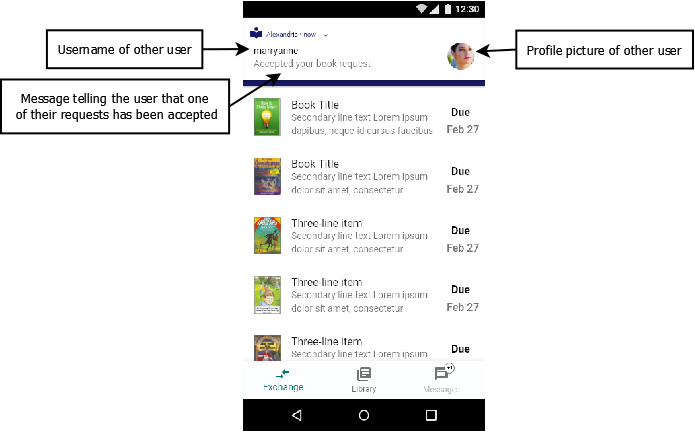 12:30
Alexandria • now
marryanne
Accepted your book request
Username of other user
Profile picture of other user
Message telling the user that one
of their requests has been accepted
Book Title
Secondary line text Lorem ipsum
dapibus, neque id cursus faucibus
Due
Feb 27
Book Title
Secondary line text Lorem ipsum
dolor sit amet, consectetur
Due
Feb 27
Three-line item
Secondary line text Lorem ipsum
dolor sit amet, consectetur
Due
Feb 27
Three-line item
Secondary line text Lorem ipsum
dolor sit amet, consectetur
Due
Feb 27
Three-line item
Secondary line text Lorem ipsum
Due
Exchange
Library
Messages